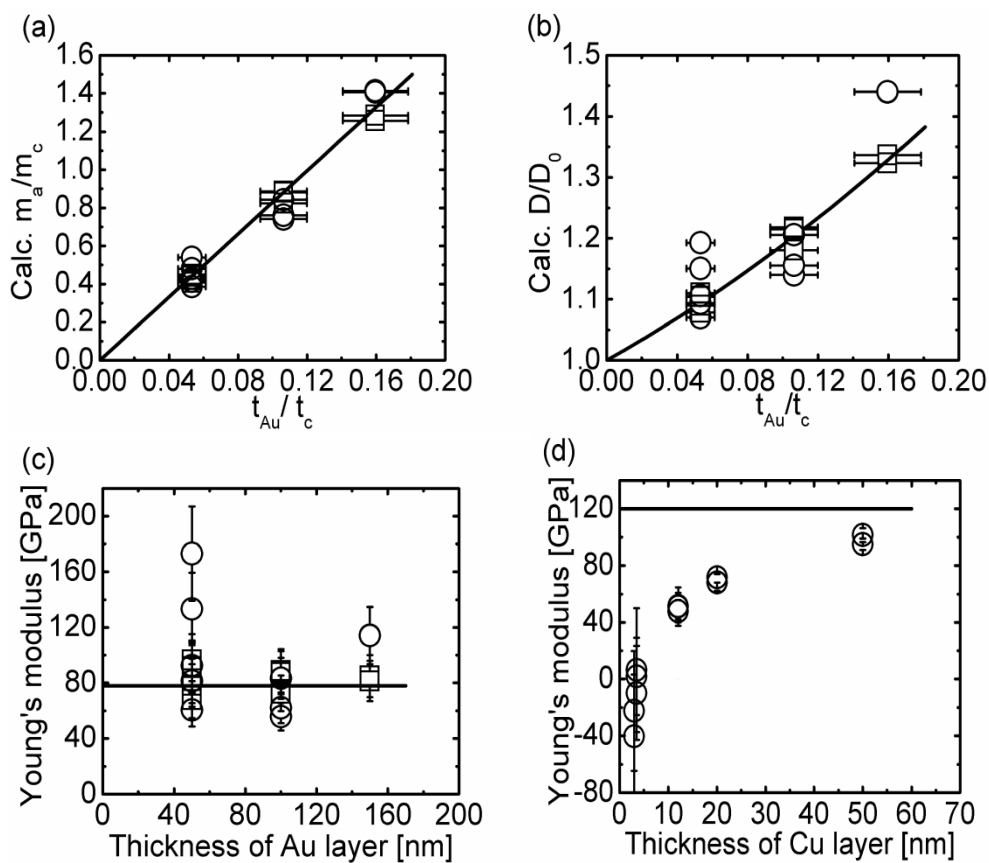 (a)
Calc. m_a/m_c
1.6
1.4
1.2
1.0
0.8
0.6
0.4
0.2
0.0
0.00 0.04 0.08 0.12 0.16 0.20
t_Au/ t_c
(b)
Calc. D/D_0
1.5
1.4
1.3
1.2
1.1
1.0
0.00 0.04 0.08 0.12 0.16 0.20
t_Au/t_c
(c)
Young's modulus [GPa]
200
160
120
80
40
0
0 40 80 120 160 200
Thickness of Au layer [nm]
(d)
Young's modulus [GPa]
120
80
40
0
-40
-80
0 10 20 30 40 50 60 70
Thickness of Cu layer [nm]